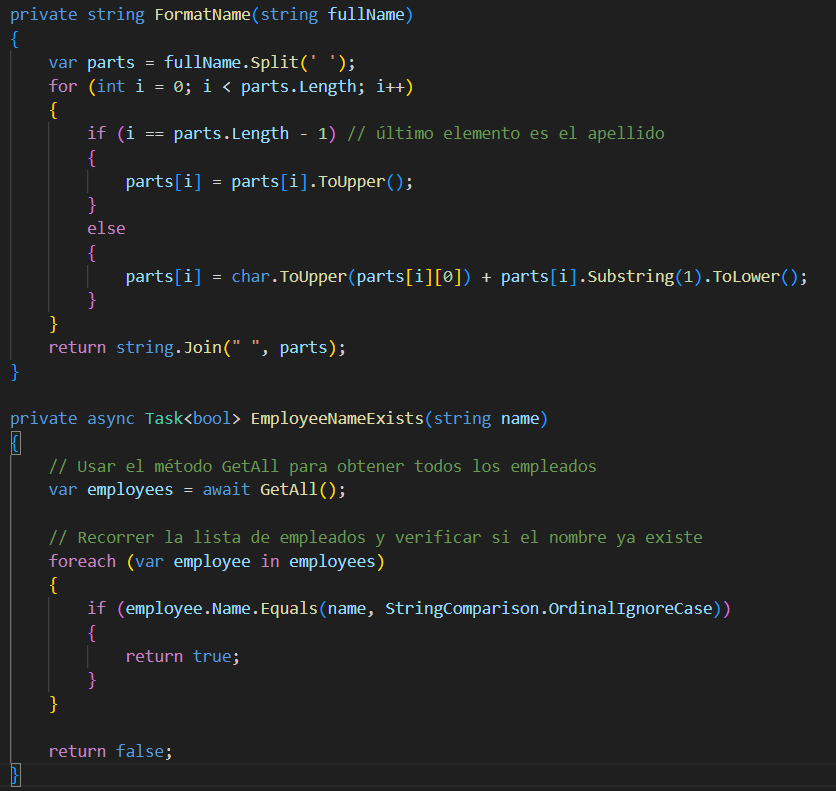 private string FormatName(string fullName)
{
    var parts = fullName.Split(' ');
    for (int i = 0; i < parts.Length; i++)
    {
        if (i == parts.Length - 1) // último elemento es el apellido
        {
            parts[i] = parts[i].ToUpper();
        }
        else
        {
            parts[i] = char.ToUpper(parts[i][0]) + parts[i].Substring(1).ToLower();
        }
    }
    return string.Join(" ", parts);
}

private async Task<bool> EmployeeNameExists(string name)
{
    // Usar el método GetAll para obtener todos los empleados
    var employees = await GetAll();

    // Recorrer la lista de empleados y verificar si el nombre ya existe
    foreach (var employee in employees)
    {
        if (employee.Name.Equals(name, StringComparison.OrdinalIgnoreCase))
        {
            return true;
        }
    }

    return false;
}